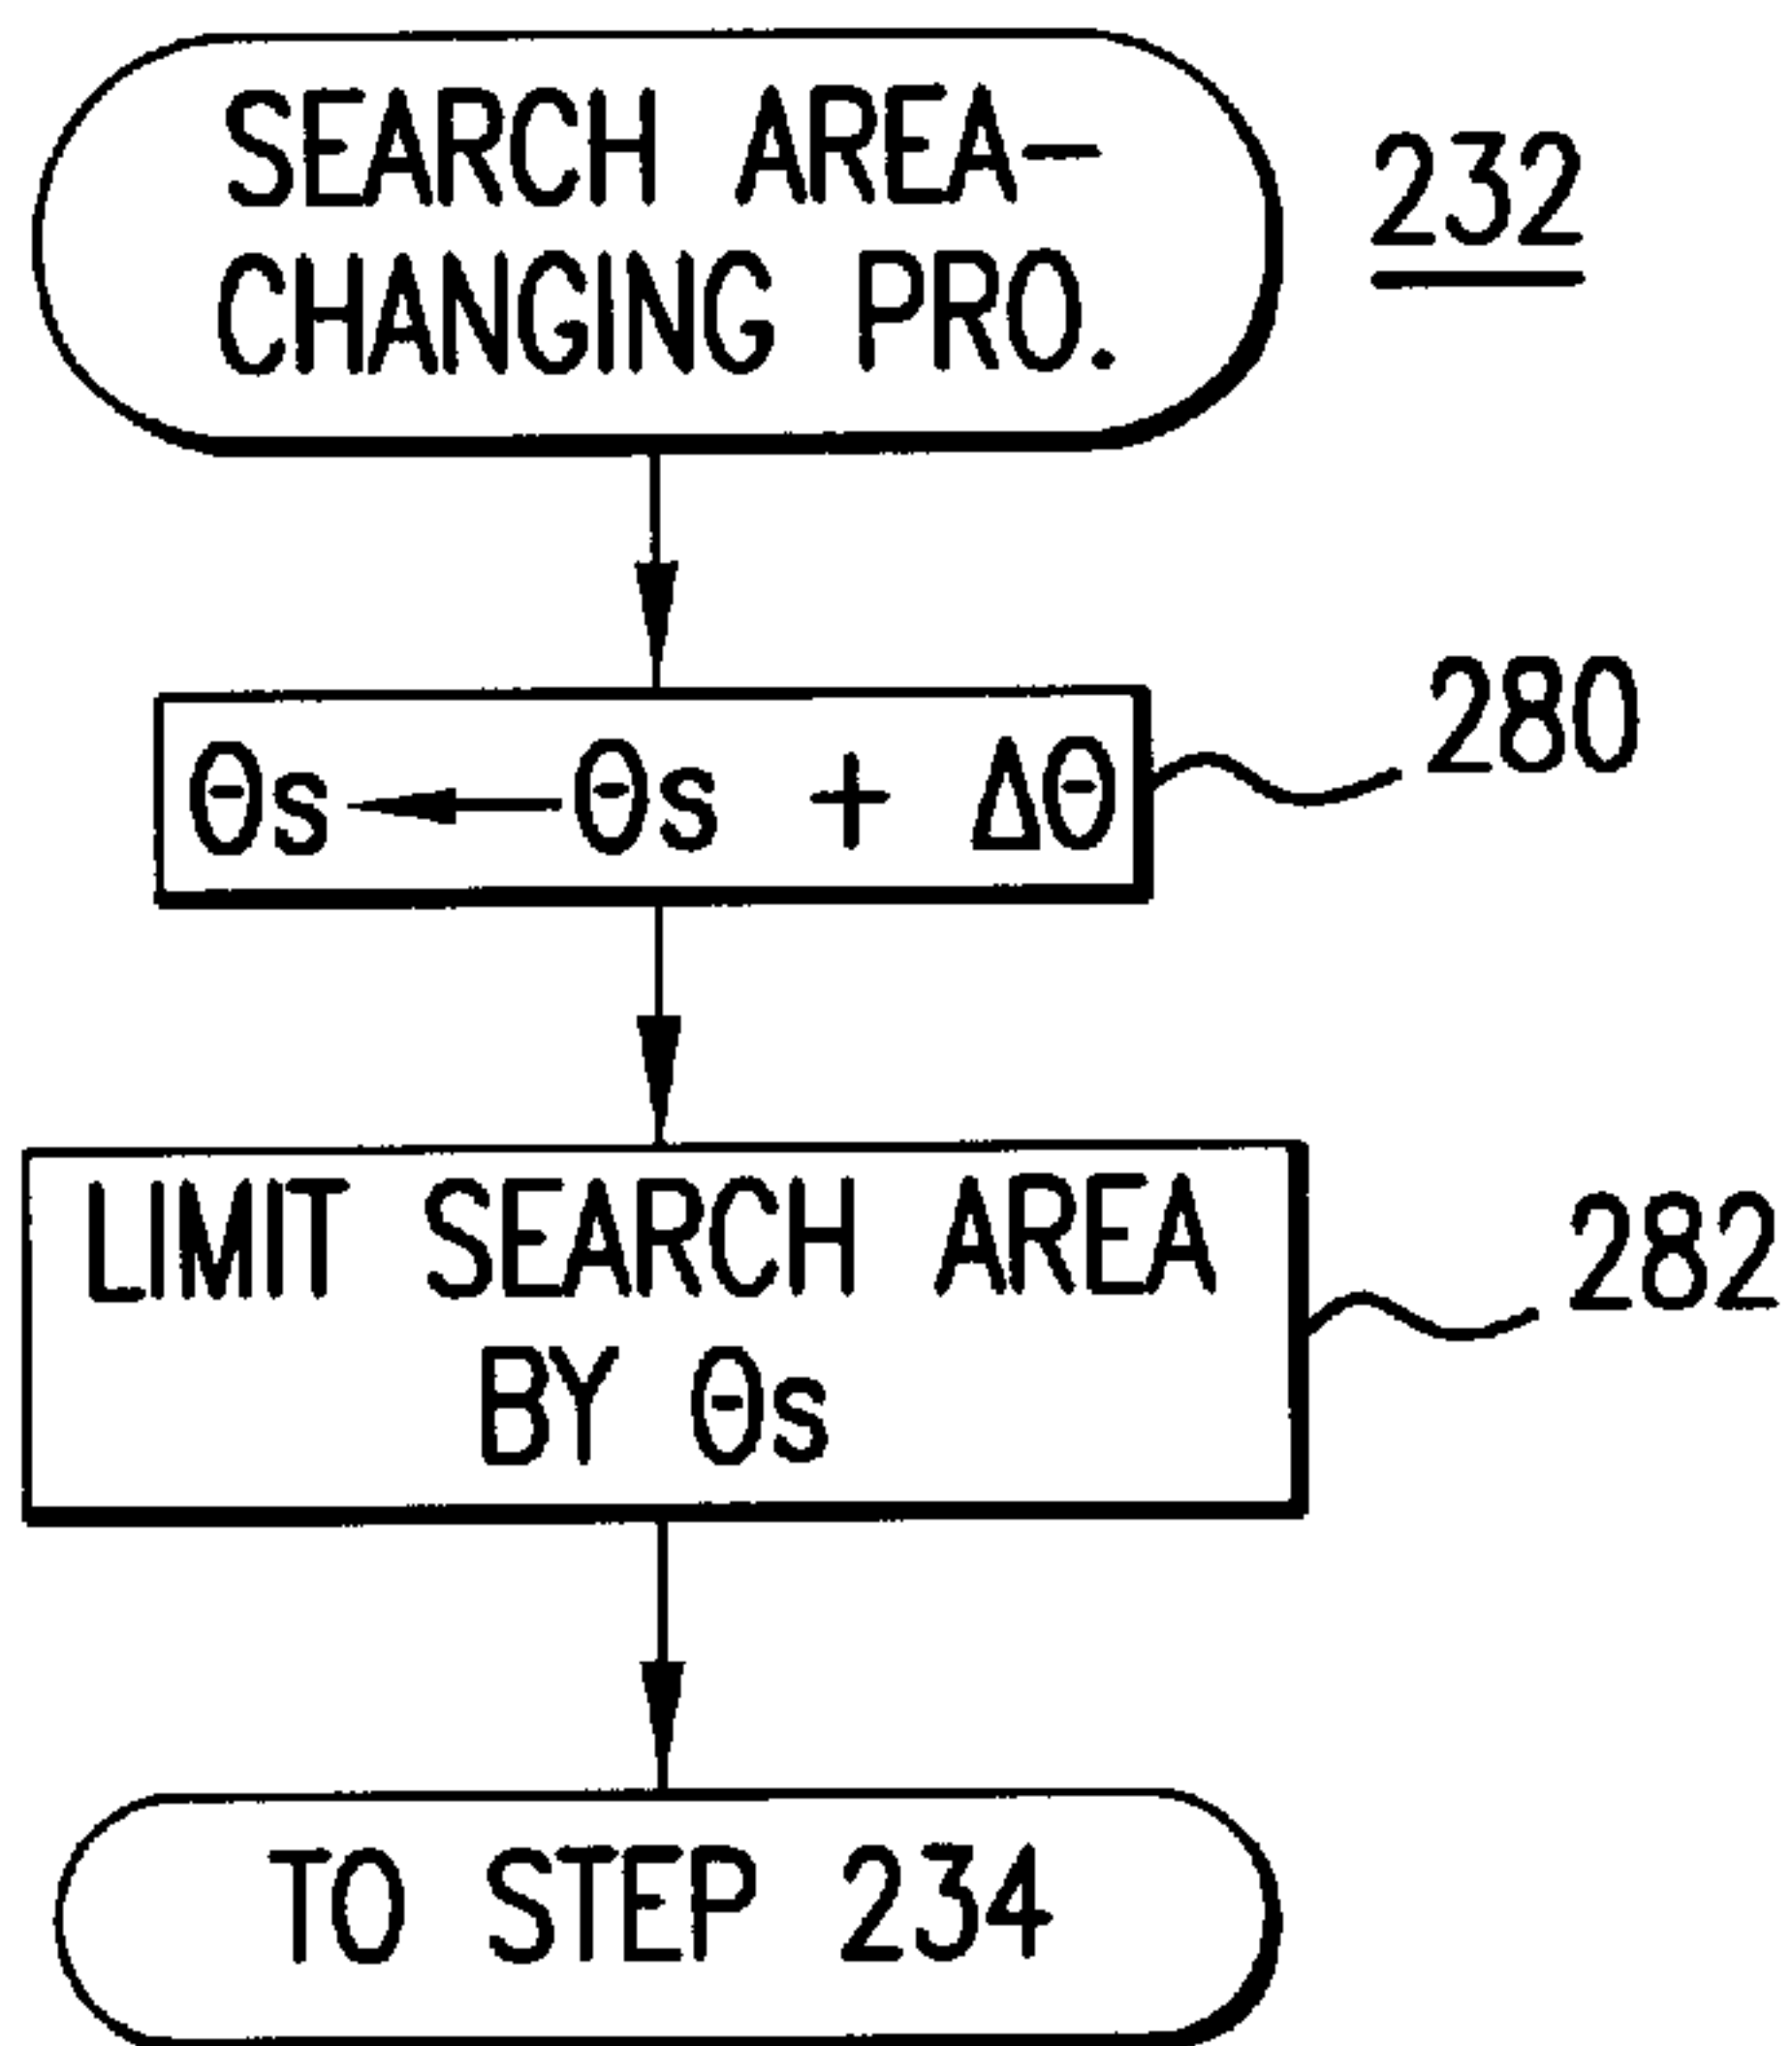 SEARCH AREA-
CHANGING PRO.
232
Θs ← Θs + ΔΘ
280
LIMIT SEARCH AREA
BY Θs
282
TO STEP 234